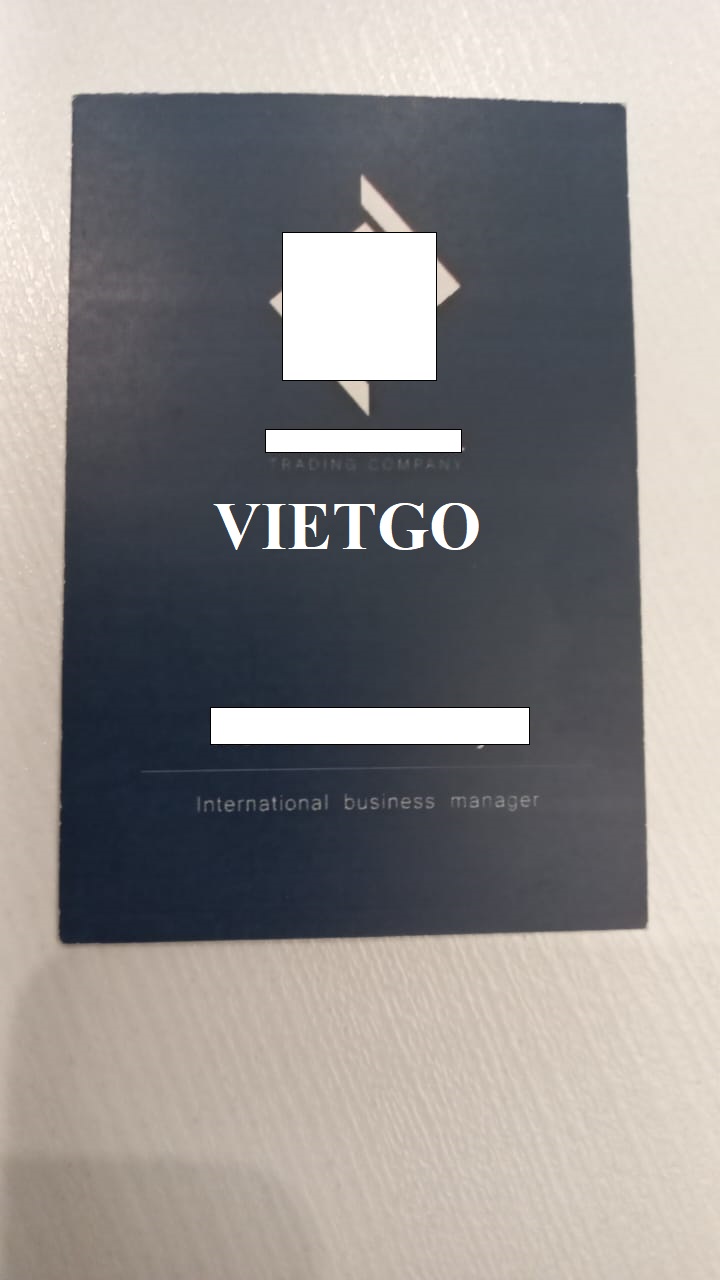 TRADING COMPANY
VIETGO
International business manager